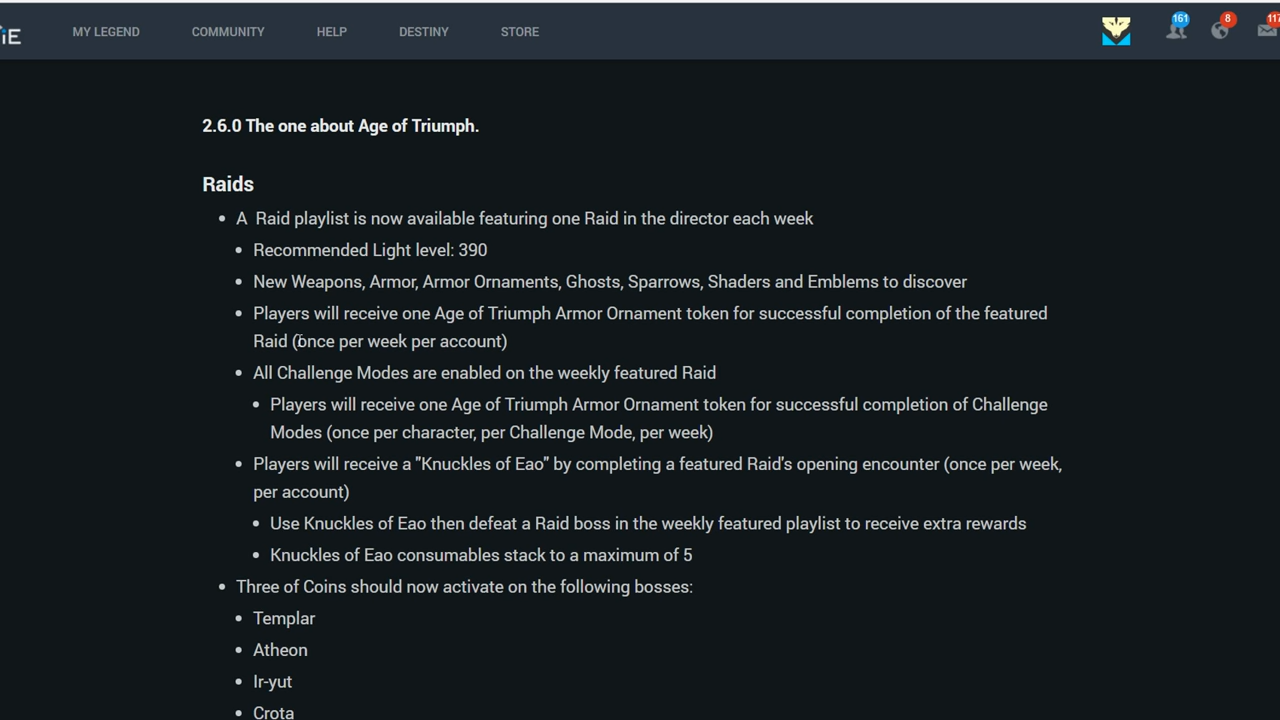 iE
MY LEGEND COMMUNITY HELP DESTINY STORE
161 8 117
2.6.0 The one about Age of Triumph.
Raids
A Raid playlist is now available featuring one Raid in the director each week
Recommended Light level: 390
New Weapons, Armor, Armor Ornaments, Ghosts, Sparrows, Shaders and Emblems to discover
Players will receive one Age of Triumph Armor Ornament token for successful completion of the featured
Raid (once per week per account)
All Challenge Modes are enabled on the weekly featured Raid
Players will receive one Age of Triumph Armor Ornament token for successful completion of Challenge
Modes (once per character, per Challenge Mode, per week)
Players will receive a "Knuckles of Eao" by completing a featured Raid's opening encounter (once per week,
per account)
Use Knuckles of Eao then defeat a Raid boss in the weekly featured playlist to receive extra rewards
Knuckles of Eao consumables stack to a maximum of 5
Three of Coins should now activate on the following bosses:
Templar
Atheon
Ir-yut
Crota